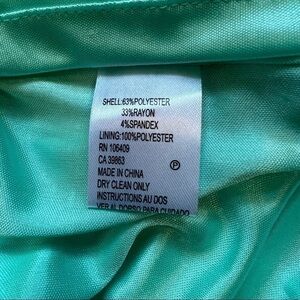 SHELL:63%POLYESTER
33%RAYON
4%SPANDEX
LINING:100%POLYESTER
RN 106409
CA 39863
P
MADE IN CHINA
DRY CLEAN ONLY
INSTRUCTIONS AU DOS
VER AL DORSO PARA CUIDADO